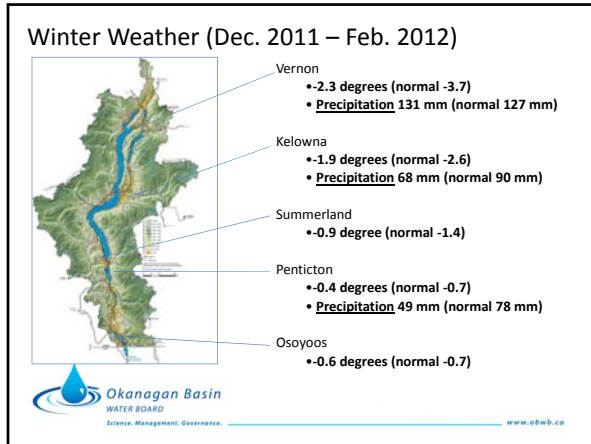 Winter Weather (Dec. 2011 – Feb. 2012)
Vernon
•-2.3 degrees (normal -3.7)
• Precipitation 131 mm (normal 127 mm)
Kelowna
•-1.9 degrees (normal -2.6)
• Precipitation 68 mm (normal 90 mm)
Summerland
•-0.9 degree (normal -1.4)
Penticton
•-0.4 degrees (normal -0.7)
• Precipitation 49 mm (normal 78 mm)
Osoyoos
•-0.6 degrees (normal -0.7)
Okanagan Basin
WATER BOARD
Science. Management. Governance.
www.obwb.ca